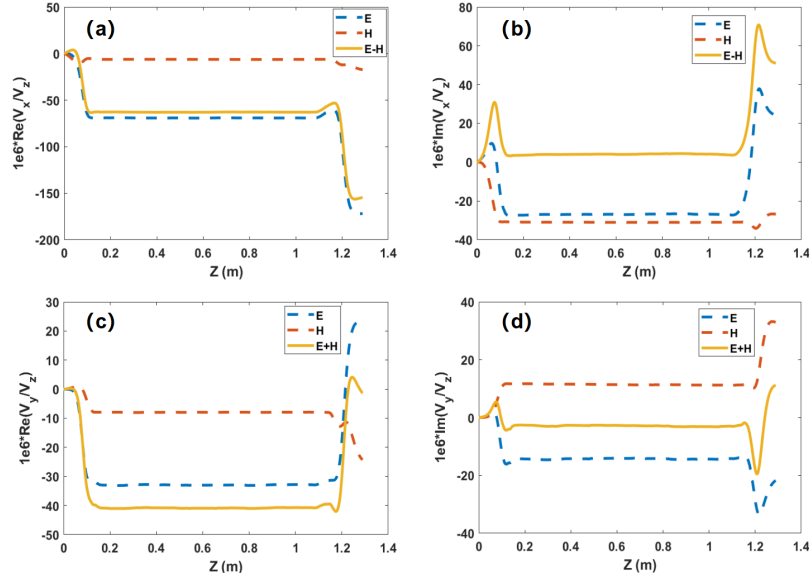 (a)
E
H
E-H
0
-50
-100
-150
-200
1e6*Re(Vx/Vz)
0 0.2 0.4 0.6 0.8 1 1.2 1.4
Z (m)
(b)
E
H
E-H
80
60
40
20
0
-20
-40
1e6*Im(Vx/Vz)
0 0.2 0.4 0.6 0.8 1 1.2 1.4
Z (m)
(c)
E
H
E+H
30
20
10
0
-10
-20
-30
-40
-50
1e6*Re(Vy/Vz)
0 0.2 0.4 0.6 0.8 1 1.2 1.4
Z (m)
(d)
E
H
E+H
40
20
0
-20
-40
1e6*Im(Vy/Vz)
0 0.2 0.4 0.6 0.8 1 1.2 1.4
Z (m)